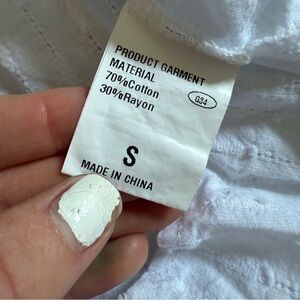 PRODUCT GARMENT
MATERIAL
70%Cotton
30%Rayon
G34
S
MADE IN CHINA